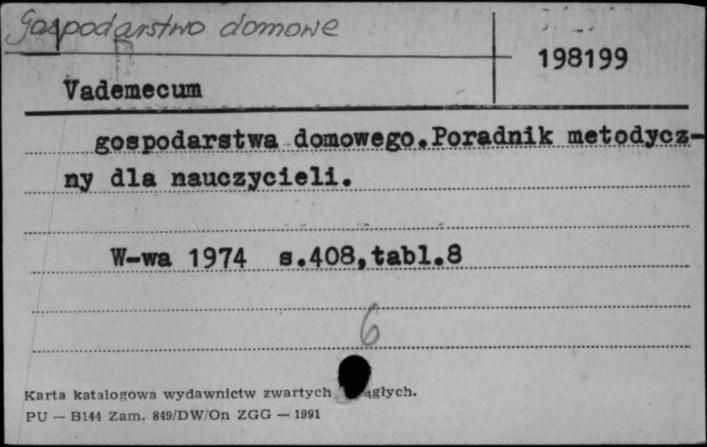 Gospodarstwo domowe
198199
Vademecum
gospodarstwa domowego.Poradnik metodycz-
ny dla nauczycieli.
W-wa 1974 s.408,tabl.8
6
Karta katalogowa wydawnictw zwartych
PU — B144 Zam. 849/DW/On ZGG — 1991